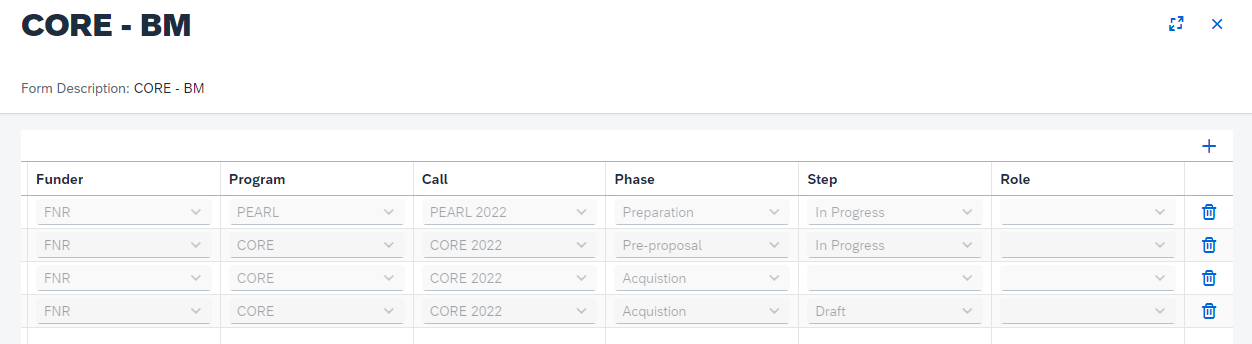 CORE - BM
Form Description: CORE - BM
Funder Program Call Phase Step Role
FNR PEARL PEARL 2022 Preparation In Progress
FNR CORE CORE 2022 Pre-proposal In Progress
FNR CORE CORE 2022 Acquistion
FNR CORE CORE 2022 Acquistion Draft